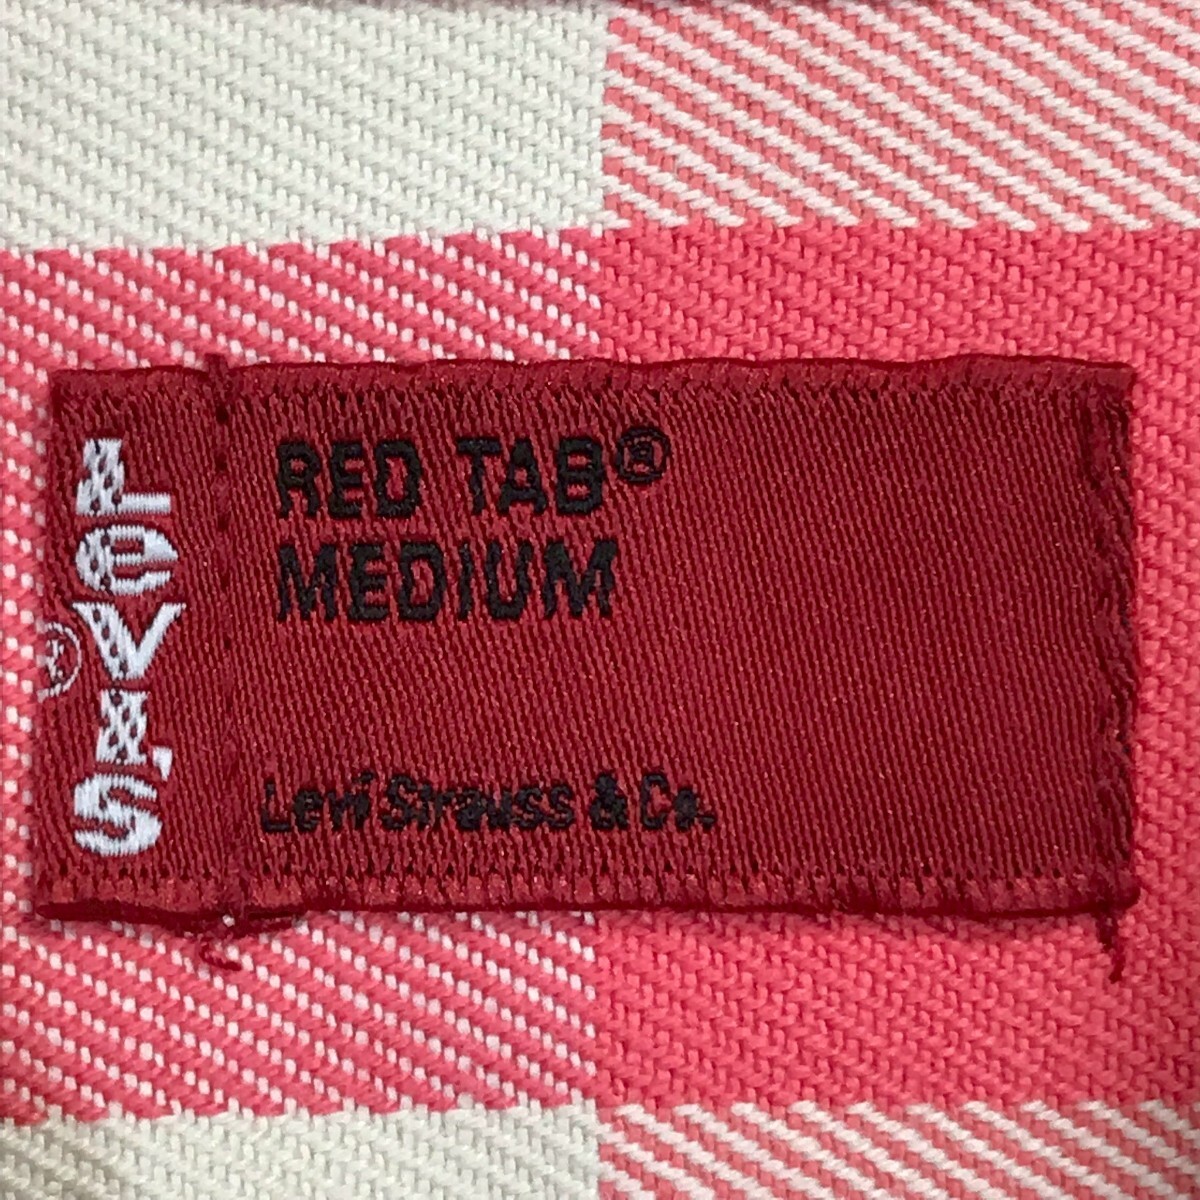 LEVI'S
®
RED TAB®
MEDIUM
Levi Strauss & Co.